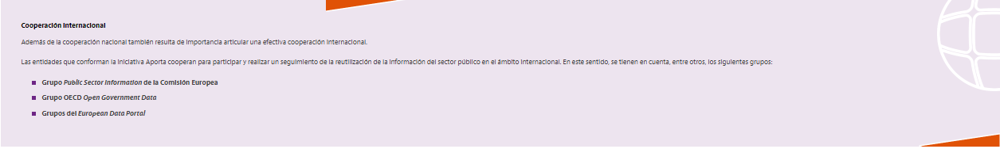 Cooperación internacional
Además de la cooperación nacional también resulta de importancia articular una efectiva cooperación internacional.
Las entidades que conforman la Iniciativa Aporta cooperan para participar y realizar un seguimiento de la reutilización de la información del sector público en el ámbito internacional. En este sentido, se tienen en cuenta, entre otros, los siguientes grupos:
Grupo Public Sector Information de la Comisión Europea
Grupo OECD Open Government Data
Grupos del European Data Portal